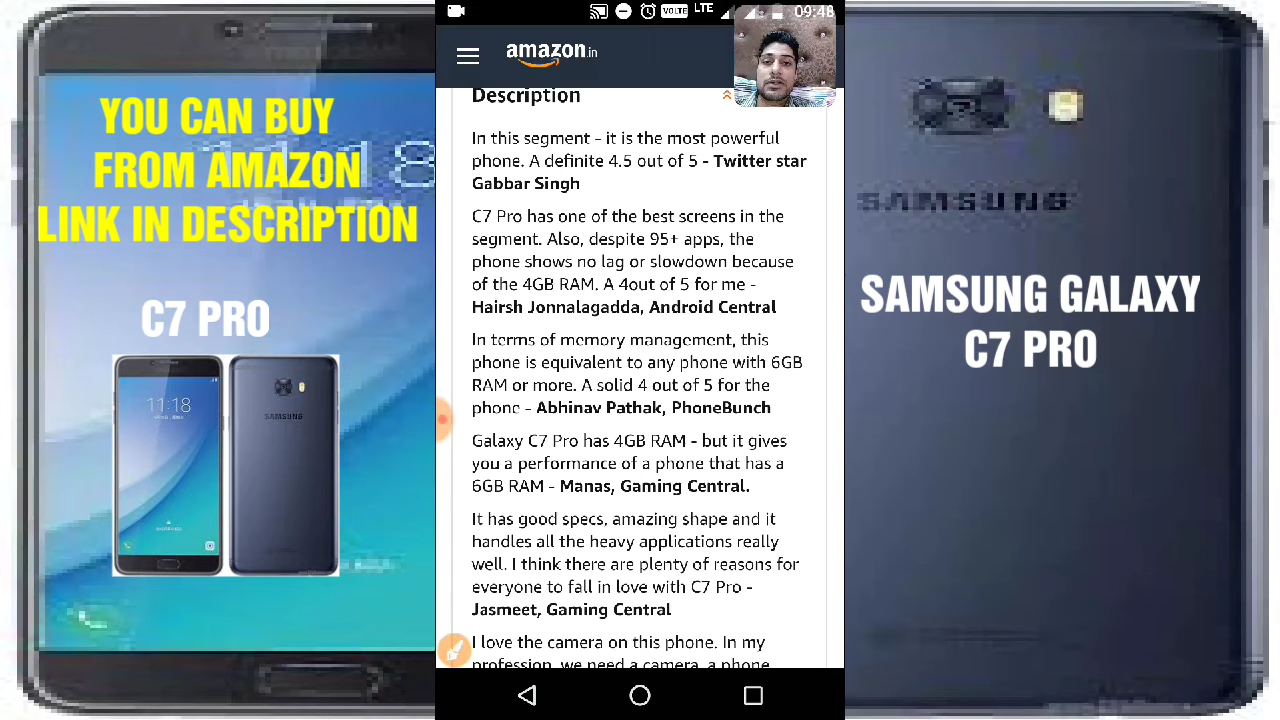 YOU CAN BUY
FROM AMAZON
LINK IN DESCRIPTION
C7 PRO
11:18
SAMSUNG
VOLTE
LTE
09:48
amazon.in
Description
In this segment - it is the most powerful
phone. A definite 4.5 out of 5 - Twitter star
Gabbar Singh
C7 Pro has one of the best screens in the
segment. Also, despite 95+ apps, the
phone shows no lag or slowdown because
of the 4GB RAM. A 4out of 5 for me -
Hairsh Jonnalagadda, Android Central
In terms of memory management, this
phone is equivalent to any phone with 6GB
RAM or more. A solid 4 out of 5 for the
phone - Abhinav Pathak, PhoneBunch
Galaxy C7 Pro has 4GB RAM - but it gives
you a performance of a phone that has a
6GB RAM - Manas, Gaming Central.
It has good specs, amazing shape and it
handles all the heavy applications really
well. I think there are plenty of reasons for
everyone to fall in love with C7 Pro -
Jasmeet, Gaming Central
I love the camera on this phone. In my
profession, we need a camera, a phone
SAMSUNG
SAMSUNG GALAXY
C7 PRO